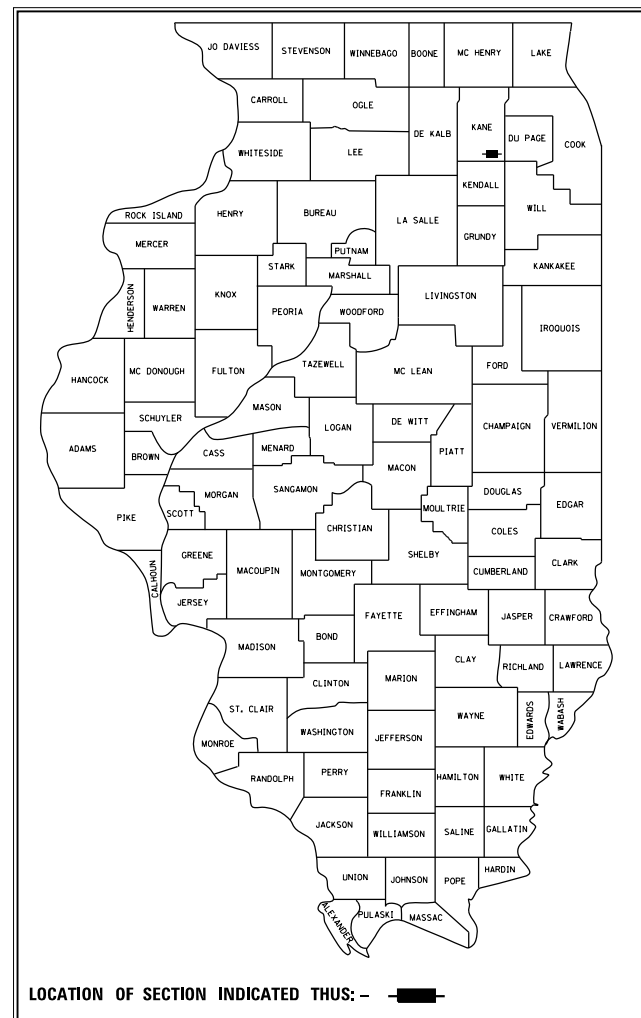 JO DAVIESS STEVENSON WINNEBAGO BOONE MC HENRY LAKE
CARROLL OGLE DE KALB KANE DU PAGE COOK
WHITESIDE LEE
KENDALL WILL
ROCK ISLAND HENRY BUREAU LA SALLE GRUNDY
MERCER PUTNAM
STARK MARSHALL KANKAKEE
HENDERSON WARREN KNOX PEORIA WOODFORD LIVINGSTON IROQUOIS
HANCOCK MC DONOUGH FULTON TAZEWELL MC LEAN FORD
SCHUYLER MASON LOGAN DE WITT CHAMPAIGN VERMILION
ADAMS BROWN CASS MENARD MACON PIATT
PIKE SCOTT MORGAN SANGAMON CHRISTIAN MOULTRIE DOUGLAS EDGAR
COLES
GREENE MACOUPIN MONTGOMERY SHELBY CUMBERLAND CLARK
CALHOUN JERSEY FAYETTE EFFINGHAM JASPER CRAWFORD
MADISON BOND CLAY RICHLAND LAWRENCE
CLINTON MARION
ST. CLAIR WAYNE EDWARDS WABASH
MONROE WASHINGTON JEFFERSON
RANDOLPH PERRY HAMILTON WHITE
FRANKLIN
JACKSON WILLIAMSON SALINE GALLATIN
UNION JOHNSON POPE HARDIN
ALEXANDER PULASKI MASSAC
LOCATION OF SECTION INDICATED THUS: –